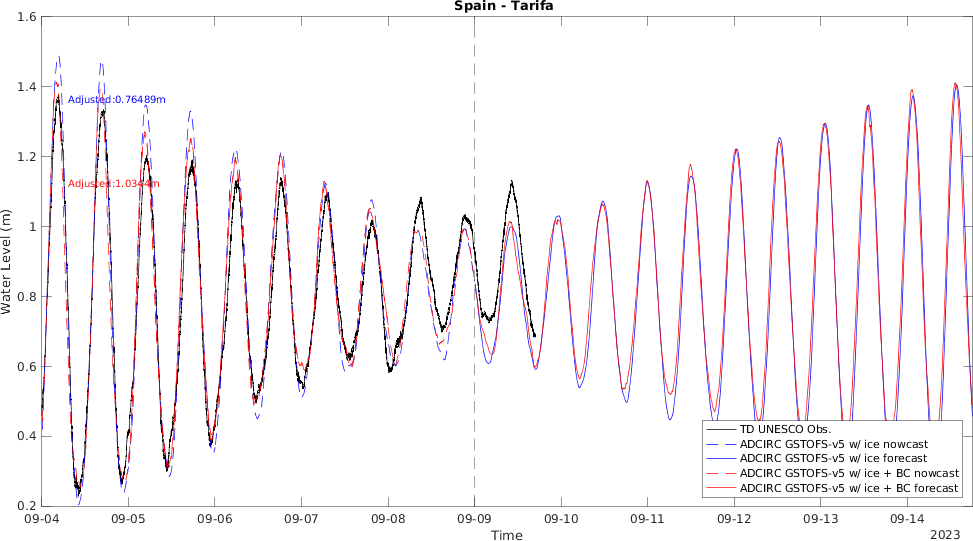 Spain - Tarifa
1.6
1.4
1.2
1
0.8
0.6
0.4
0.2
Water Level (m)
Adjusted:0.76489m
Adjusted:1.0344m
TD UNESCO Obs.
ADCIRC GSTOFS-v5 w/ ice nowcast
ADCIRC GSTOFS-v5 w/ ice forecast
ADCIRC GSTOFS-v5 w/ ice + BC nowcast
ADCIRC GSTOFS-v5 w/ ice + BC forecast
09-04 09-05 09-06 09-07 09-08 09-09 09-10 09-11 09-12 09-13 09-14
Time
2023